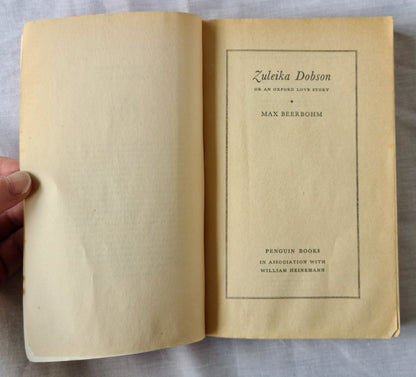 Zuleika Dobson
OR AN OXFORD LOVE STORY
MAX BEERBOHM
PENGUIN BOOKS
IN ASSOCIATION WITH
WILLIAM HEINEMANN